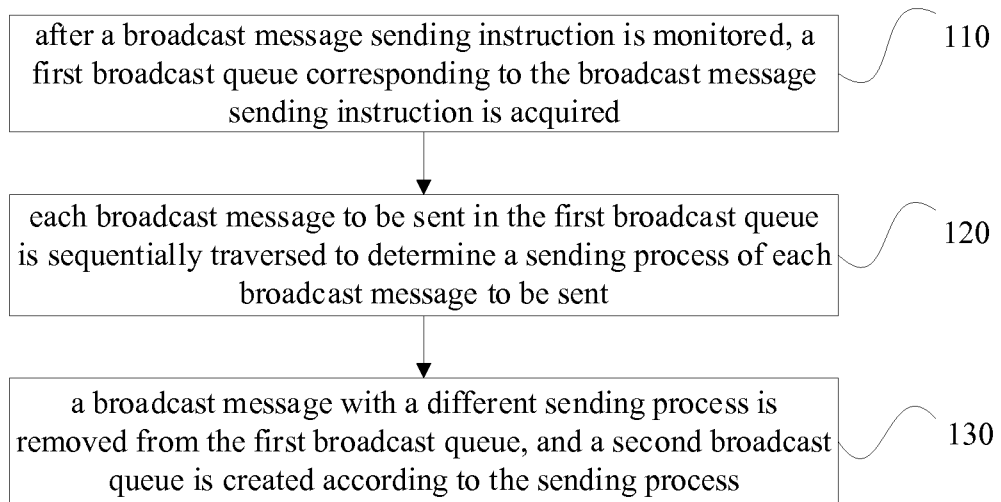 after a broadcast message sending instruction is monitored, a
first broadcast queue corresponding to the broadcast message
sending instruction is acquired
110
each broadcast message to be sent in the first broadcast queue
is sequentially traversed to determine a sending process of each
broadcast message to be sent
120
a broadcast message with a different sending process is
removed from the first broadcast queue, and a second broadcast
queue is created according to the sending process
130